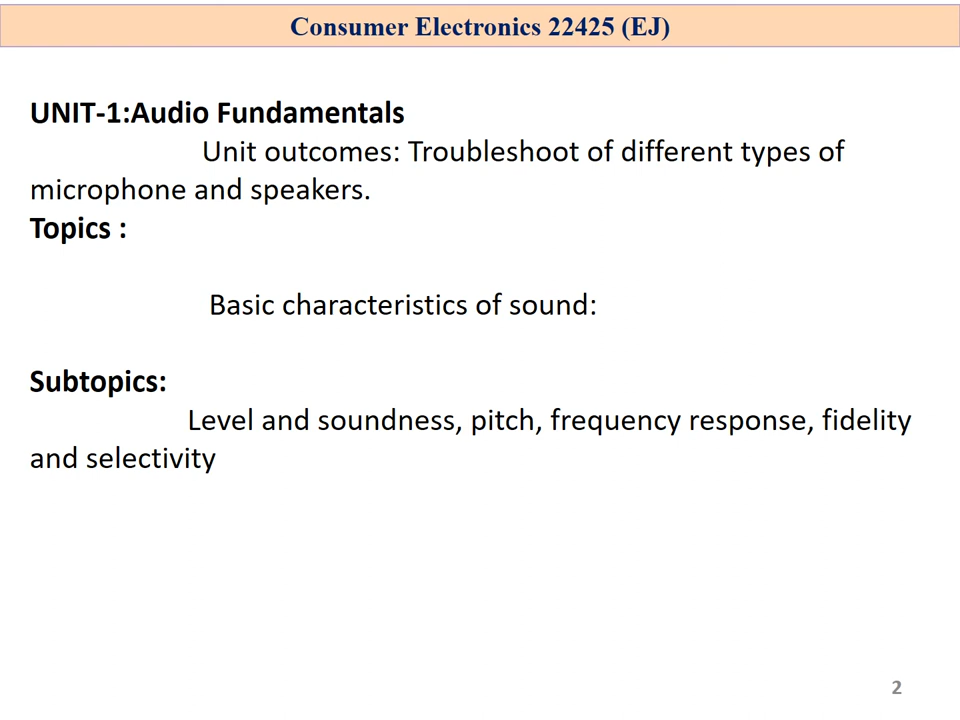 Consumer Electronics 22425 (EJ)
UNIT-1:Audio Fundamentals
Unit outcomes: Troubleshoot of different types of
microphone and speakers.
Topics :
Basic characteristics of sound:
Subtopics:
Level and soundness, pitch, frequency response, fidelity
and selectivity
2